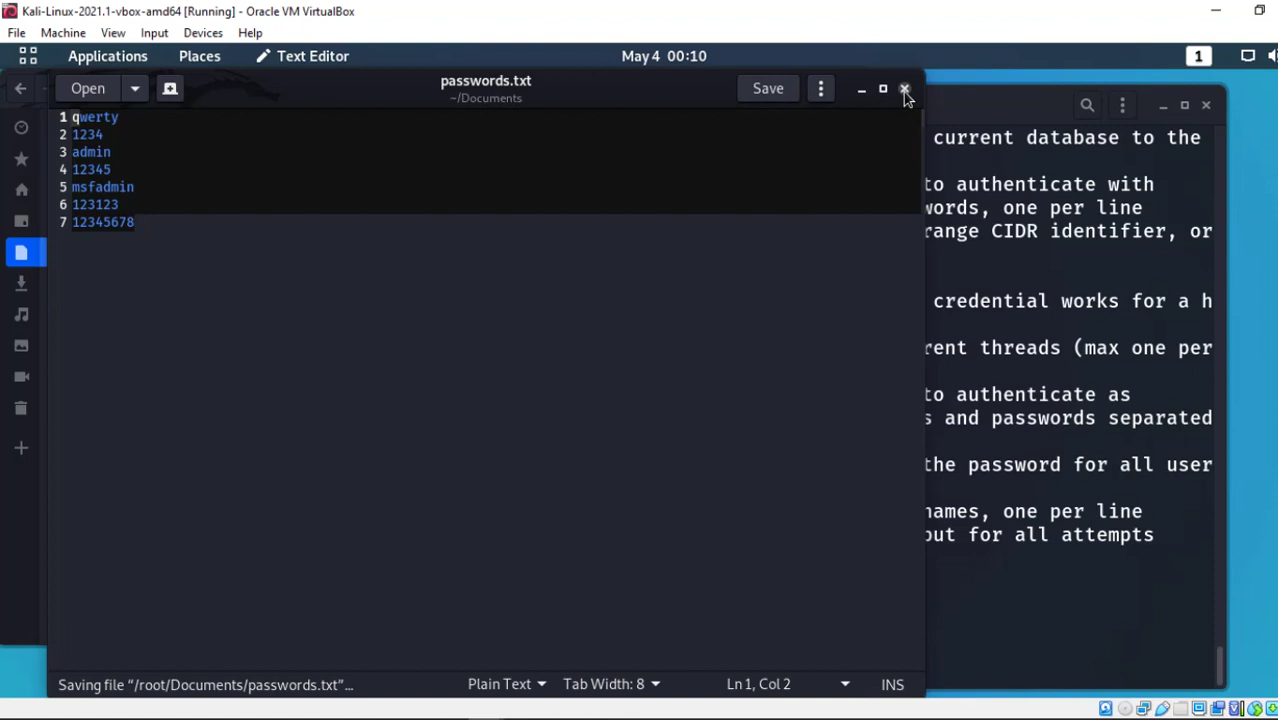 Kali-Linux-2021.1-vbox-amd64 [Running] - Oracle VM VirtualBox
File Machine View Input Devices Help
Applications Places Text Editor May 4 00:10 1
Open passwords.txt Save
~/Documents
1 qwerty
2 1234
3 admin
4 12345
5 msfadmin
6 123123
7 12345678
current database to the
to authenticate with
words, one per line
range CIDR identifier, or
credential works for a h
rent threads (max one per
to authenticate as
s and passwords separated
the password for all user
names, one per line
out for all attempts
Saving file “/root/Documents/passwords.txt”... Plain Text Tab Width: 8 Ln 1, Col 2 INS